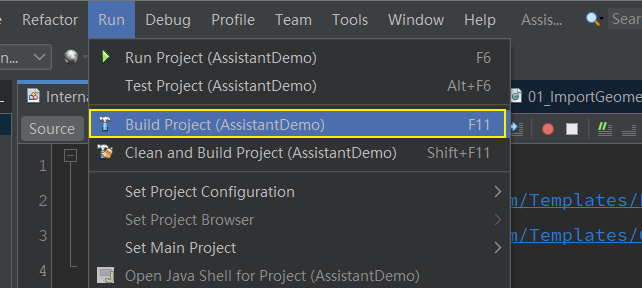 Refactor Run Debug Profile Team Tools Window Help Assis...
n...
Run Project (AssistantDemo) F6
Test Project (AssistantDemo) Alt+F6
Interna 01_ImportGeome
Build Project (AssistantDemo) F11
Source
Clean and Build Project (AssistantDemo) Shift+F11
1
Set Project Configuration
2 m/Templates/
Set Project Browser
3 m/Templates/
Set Main Project
4
Open Java Shell for Project (AssistantDemo)